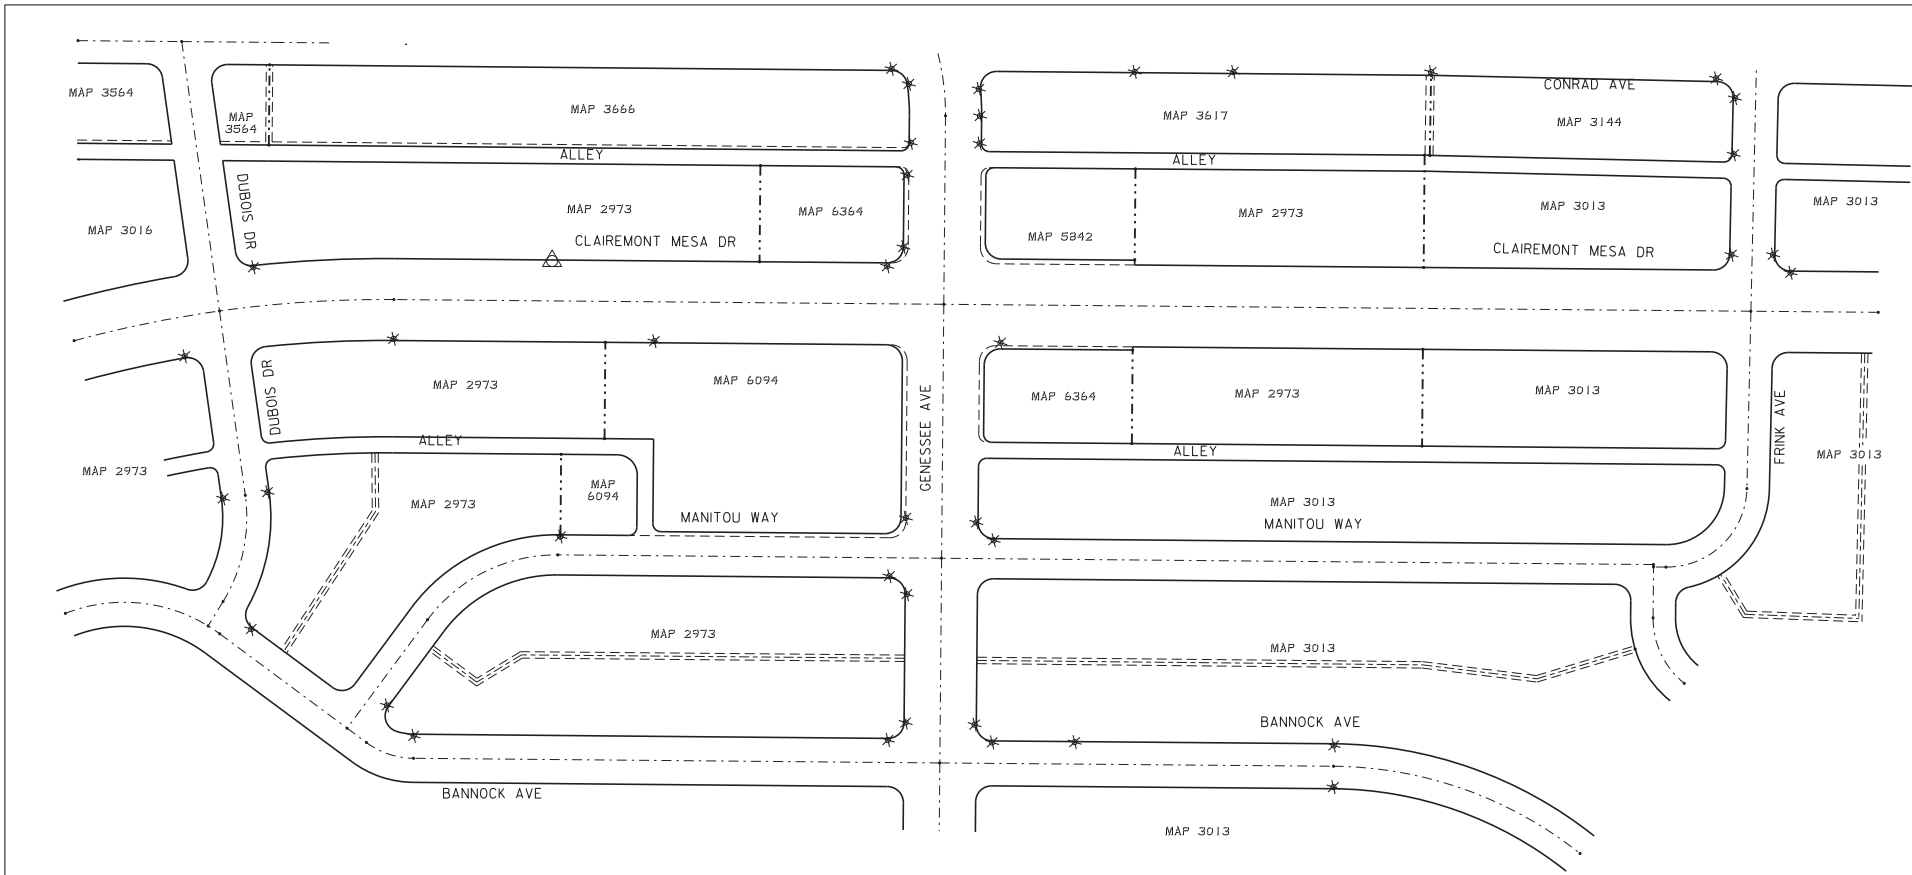 CONRAD AVE
MAP 3564
MAP
3564
MAP 3666
MAP 3617
MAP 3144
ALLEY
ALLEY
DUBOIS DR
MAP 3016
MAP 2973
MAP 6364
MAP 5842
MAP 2973
MAP 3013
MAP 3013
CLAIREMONT MESA DR
CLAIREMONT MESA DR
DUBOIS DR
MAP 2973
MAP 6094
GENESSEE AVE
MAP 6364
MAP 2973
MAP 3013
FRINK AVE
ALLEY
ALLEY
MAP 2973
MAP 3013
MAP 2973
MAP
6094
MAP 3013
MANITOU WAY
MANITOU WAY
MAP 2973
MAP 3013
BANNOCK AVE
BANNOCK AVE
MAP 3013